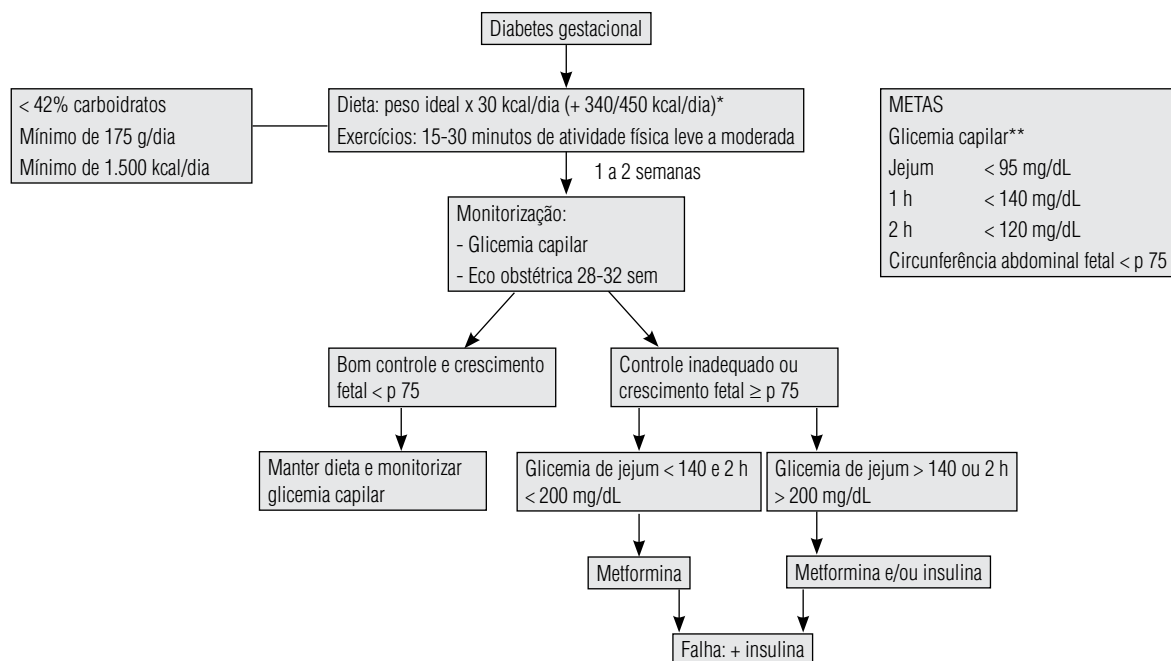 Diabetes gestacional
< 42% carboidratos
Mínimo de 175 g/dia
Mínimo de 1.500 kcal/dia
Dieta: peso ideal x 30 kcal/dia (+ 340/450 kcal/dia)*
Exercícios: 15-30 minutos de atividade física leve a moderada
METAS
Glicemia capilar**
Jejum < 95 mg/dL
1 h < 140 mg/dL
2 h < 120 mg/dL
Circunferência abdominal fetal < p 75
1 a 2 semanas
Monitorização:
- Glicemia capilar
- Eco obstétrica 28-32 sem
Bom controle e crescimento
fetal < p 75
Controle inadequado ou
crescimento fetal ≥ p 75
Manter dieta e monitorizar
glicemia capilar
Glicemia de jejum < 140 e 2 h
< 200 mg/dL
Glicemia de jejum > 140 ou 2 h
> 200 mg/dL
Metformina
Metformina e/ou insulina
Falha: + insulina